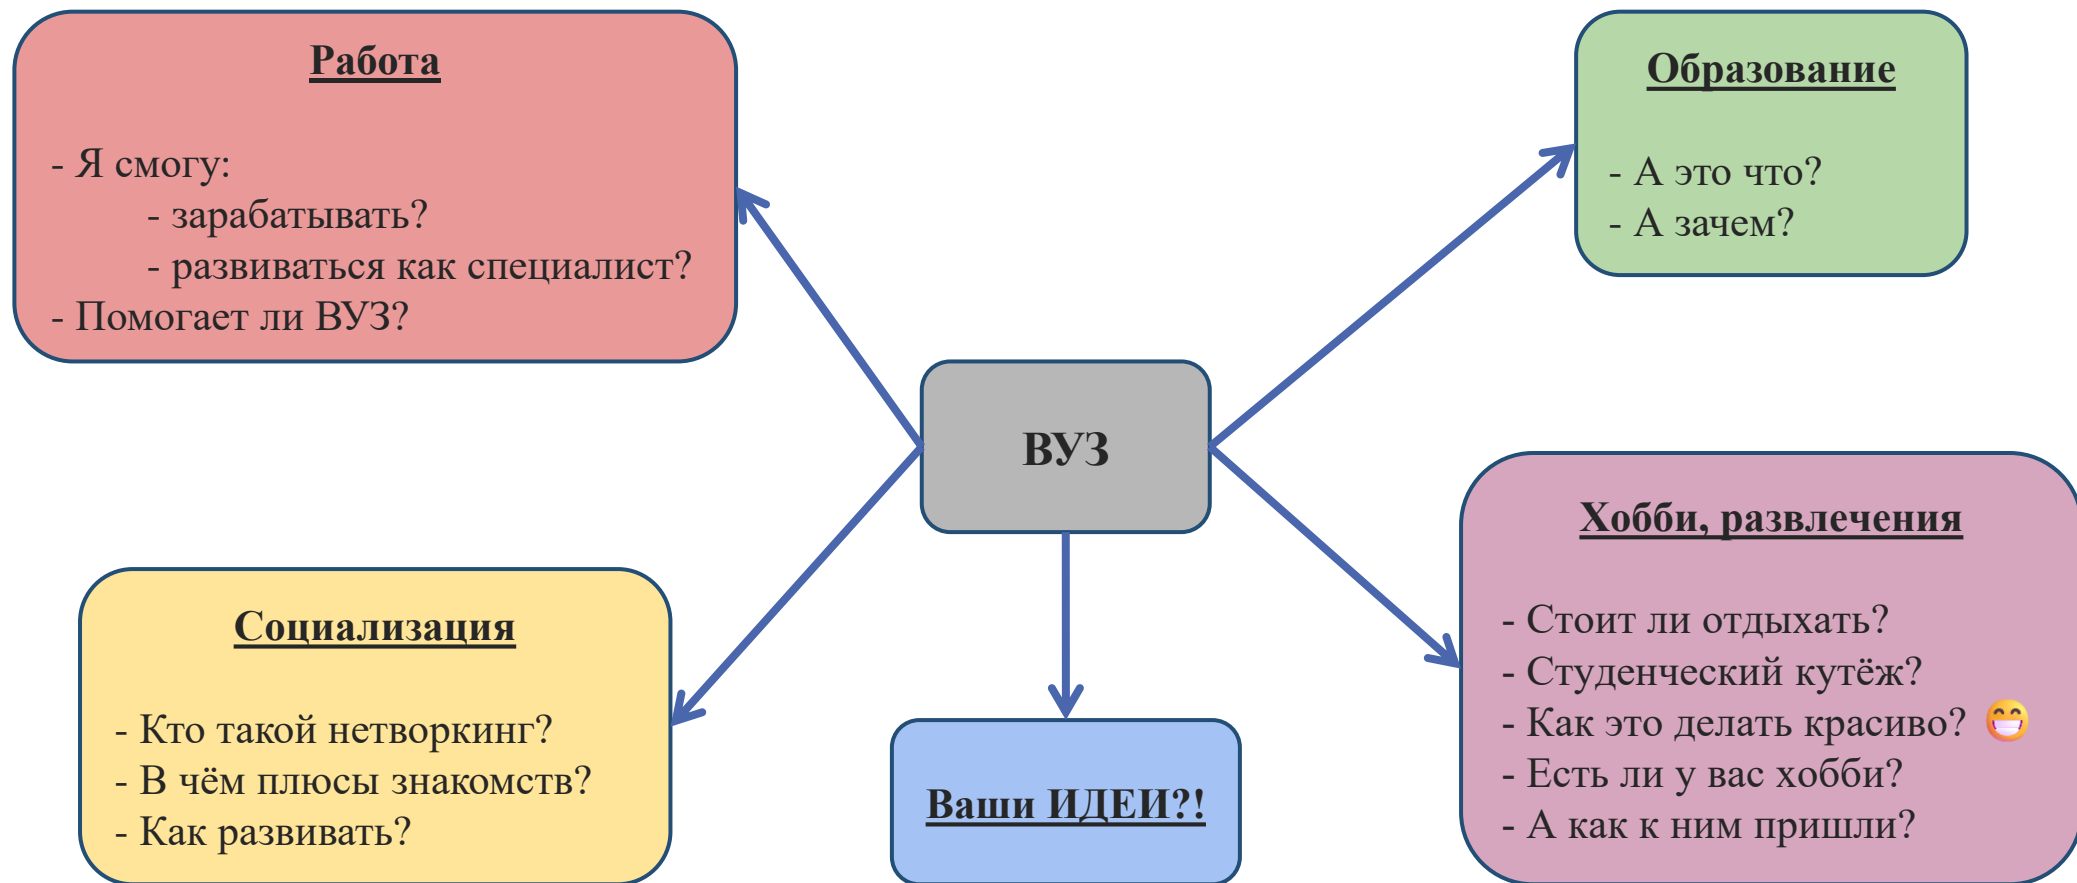 Работа
- Я смогу:
- зарабатывать?
- развиваться как специалист?
- Помогает ли ВУЗ?
Образование
- А это что?
- А зачем?
ВУЗ
Социализация
- Кто такой нетворкинг?
- В чём плюсы знакомств?
- Как развивать?
Ваши ИДЕИ?!
Хобби, развлечения
- Стоит ли отдыхать?
- Студенческий кутёж?
- Как это делать красиво? 😁
- Есть ли у вас хобби?
- А как к ним пришли?